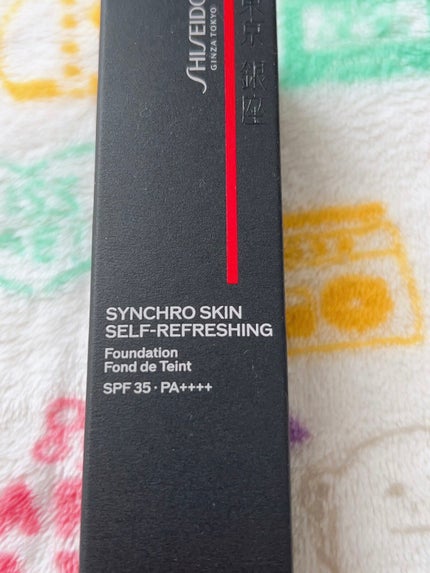 SHISEIDO
GINZA TOKYO
東京 銀座
SYNCHRO SKIN
SELF-REFRESHING
Foundation
Fond de Teint
SPF 35 · PA++++